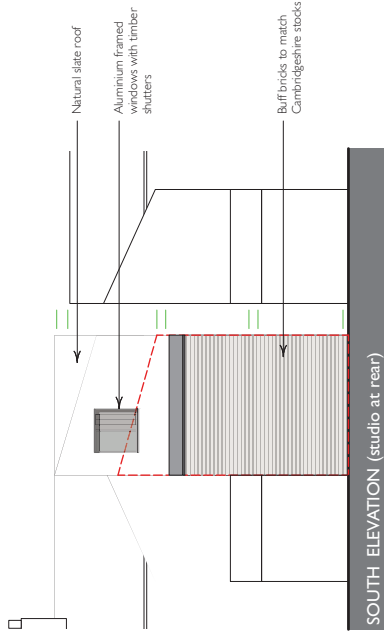 Natural slate roof
Aluminium framed
windows with timber
shutters
Buff bricks to match
Cambridgeshire stocks
SOUTH ELEVATION (studio at rear)